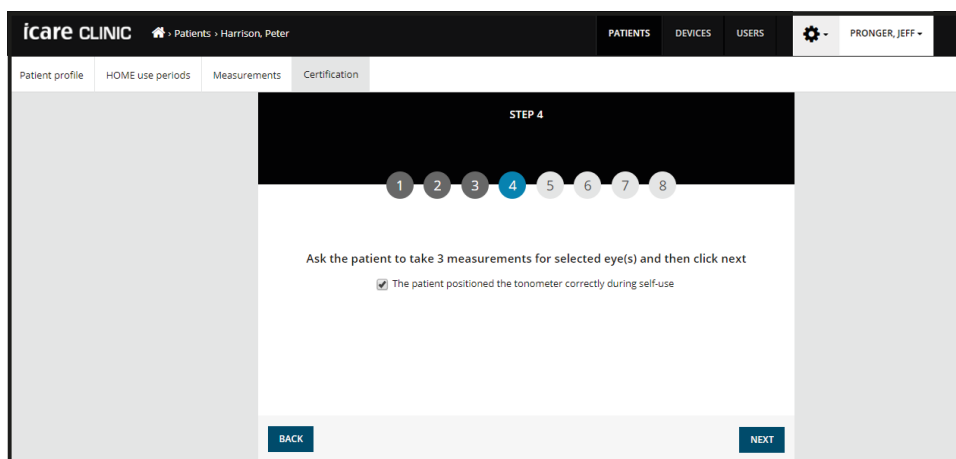 icare CLINIC › Patients › Harrison, Peter PATIENTS DEVICES USERS PRONGER, JEFF
Patient profile HOME use periods Measurements Certification
STEP 4
1 2 3 4 5 6 7 8
Ask the patient to take 3 measurements for selected eye(s) and then click next
The patient positioned the tonometer correctly during self-use
BACK NEXT